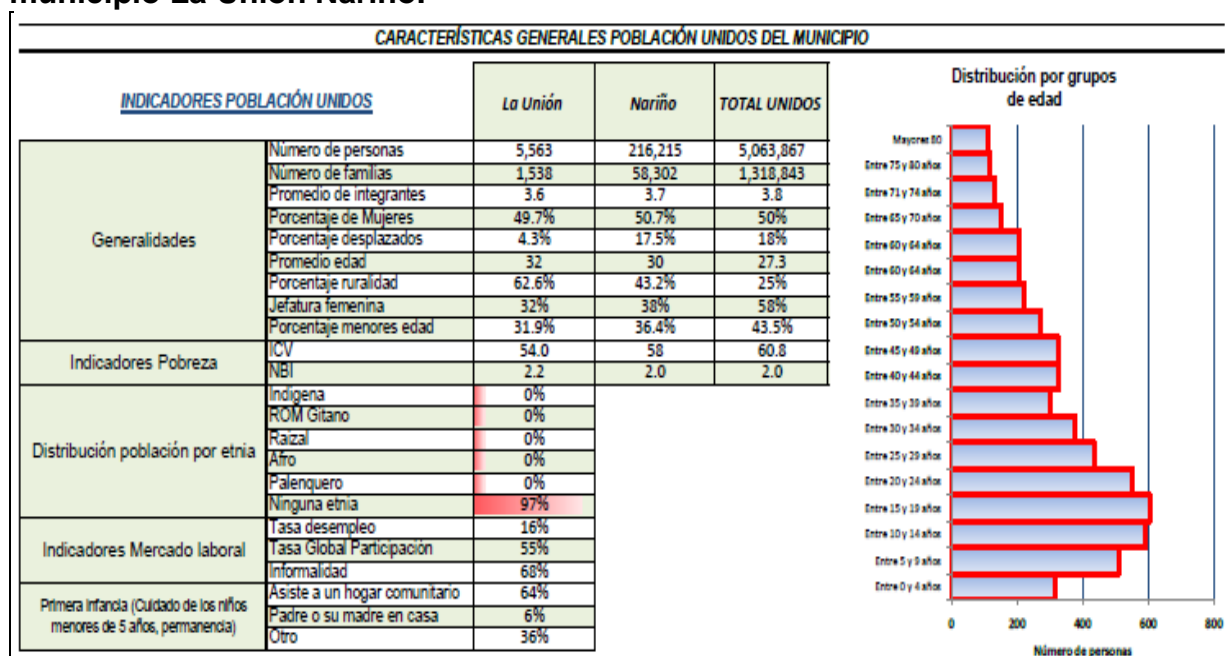 Municipio La Unión Nariño.
CARACTERÍSTICAS GENERALES POBLACIÓN UNIDOS DEL MUNICIPIO
INDICADORES POBLACIÓN UNIDOS La Unión Nariño TOTAL UNIDOS
Generalidades
Número de personas 5,563 216,215 5,063,867
Número de familias 1,538 58,302 1,318,843
Promedio de integrantes 3.6 3.7 3.8
Porcentaje de Mujeres 49.7% 50.7% 50%
Porcentaje desplazados 4.3% 17.5% 18%
Promedio edad 32 30 27.3
Porcentaje ruralidad 62.6% 43.2% 25%
Jefatura femenina 32% 38% 58%
Porcentaje menores edad 31.9% 36.4% 43.5%
Indicadores Pobreza
ICV 54.0 58 60.8
NBI 2.2 2.0 2.0
Distribución población por etnia
Indigena 0%
ROM Gitano 0%
Raizal 0%
Afro 0%
Palenquero 0%
Ninguna etnia 97%
Indicadores Mercado laboral
Tasa desempleo 16%
Tasa Global Participación 55%
Informalidad 68%
Primera Infancia (Cuidado de los niños
menores de 5 años, permanencia)
Asiste a un hogar comunitario 64%
Padre o su madre en casa 6%
Otro 36%
Distribución por grupos
de edad
Mayores 80
Entre 75 y 80 años
Entre 71 y 74 años
Entre 65 y 70 años
Entre 60 y 64 años
Entre 60 y 64 años
Entre 55 y 59 años
Entre 50 y 54 años
Entre 45 y 49 años
Entre 40 y 44 años
Entre 35 y 39 años
Entre 30 y 34 años
Entre 25 y 29 años
Entre 20 y 24 años
Entre 15 y 19 años
Entre 10 y 14 años
Entre 5 y 9 años
Entre 0 y 4 años
0 200 400 600 800
Número de personas